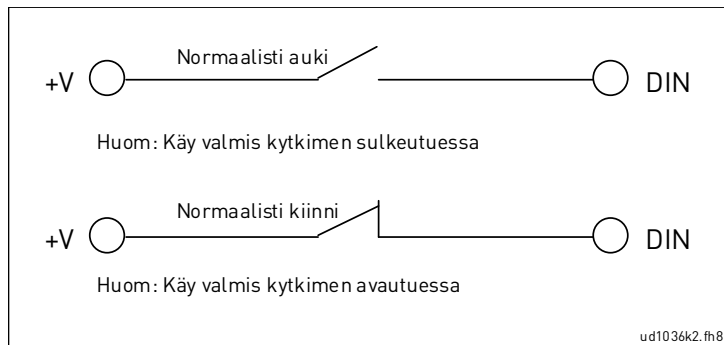 Normaalisti auki
+V DIN
Huom: Käy valmis kytkimen sulkeutuessa
Normaalisti kiinni
+V DIN
Huom: Käy valmis kytkimen avautuessa
ud1036k2.fh8